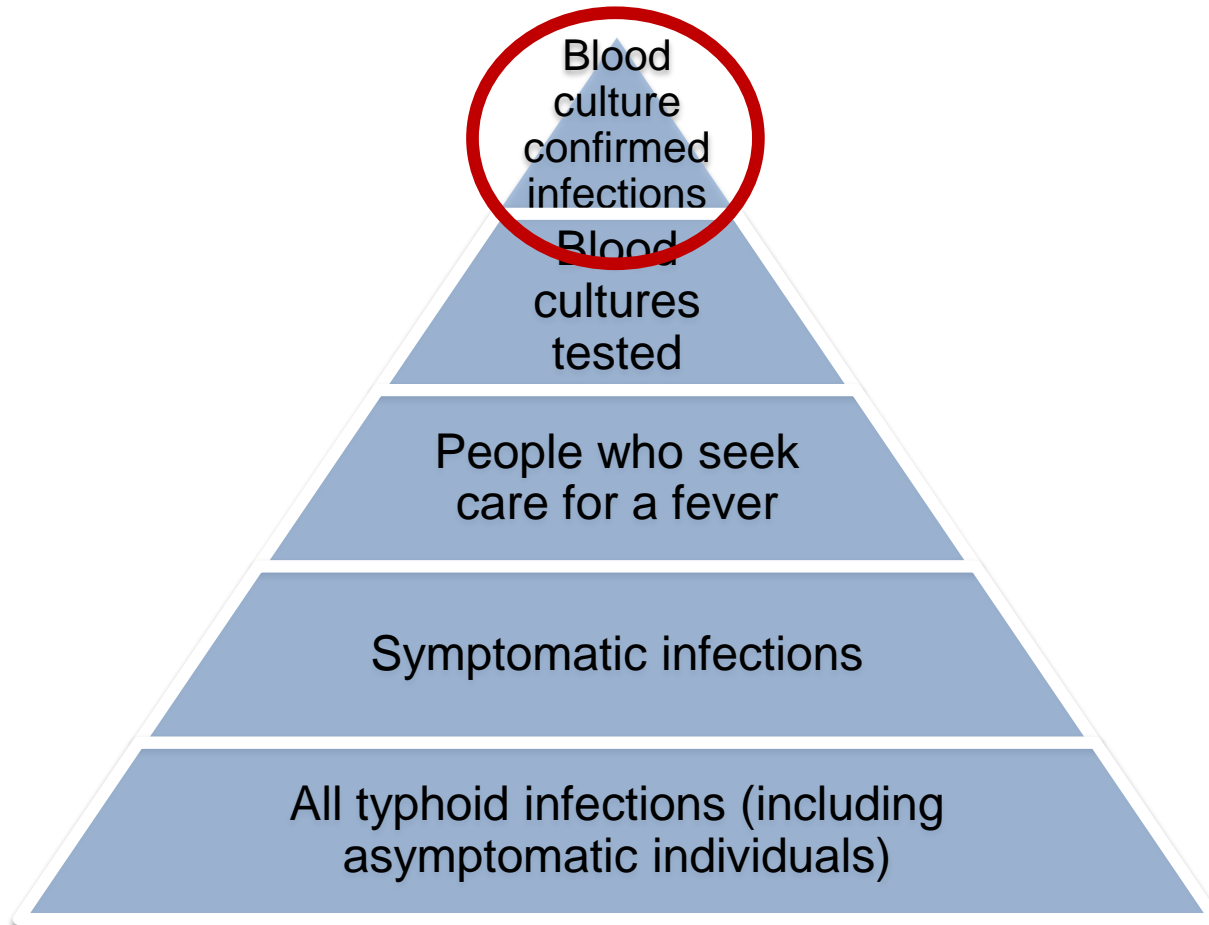 Blood
culture
confirmed
infections
Blood
cultures
tested
People who seek
care for a fever
Symptomatic infections
All typhoid infections (including
asymptomatic individuals)